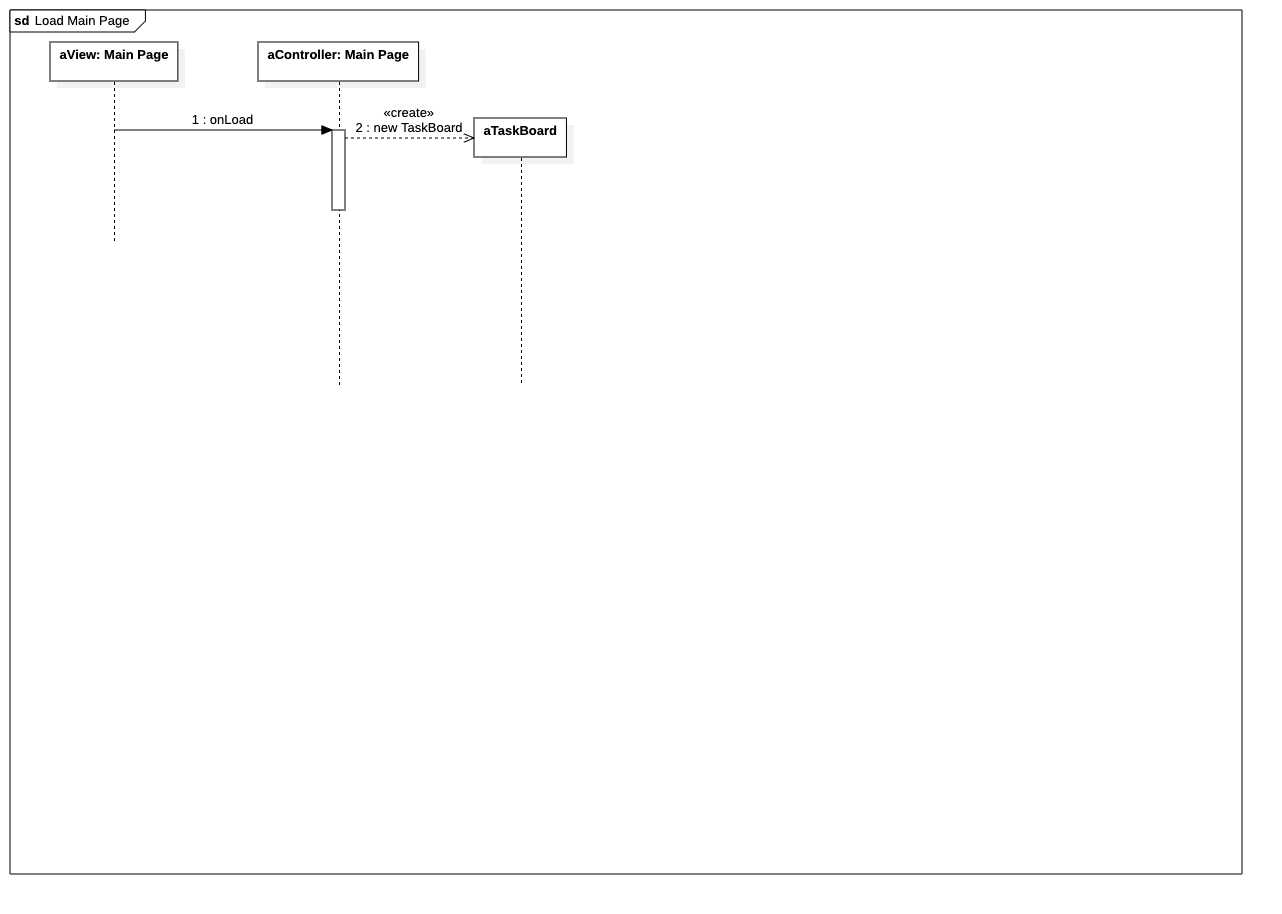 sd Load Main Page
aView: Main Page
aController: Main Page
1 : onLoad
«create»
2 : new TaskBoard
aTaskBoard